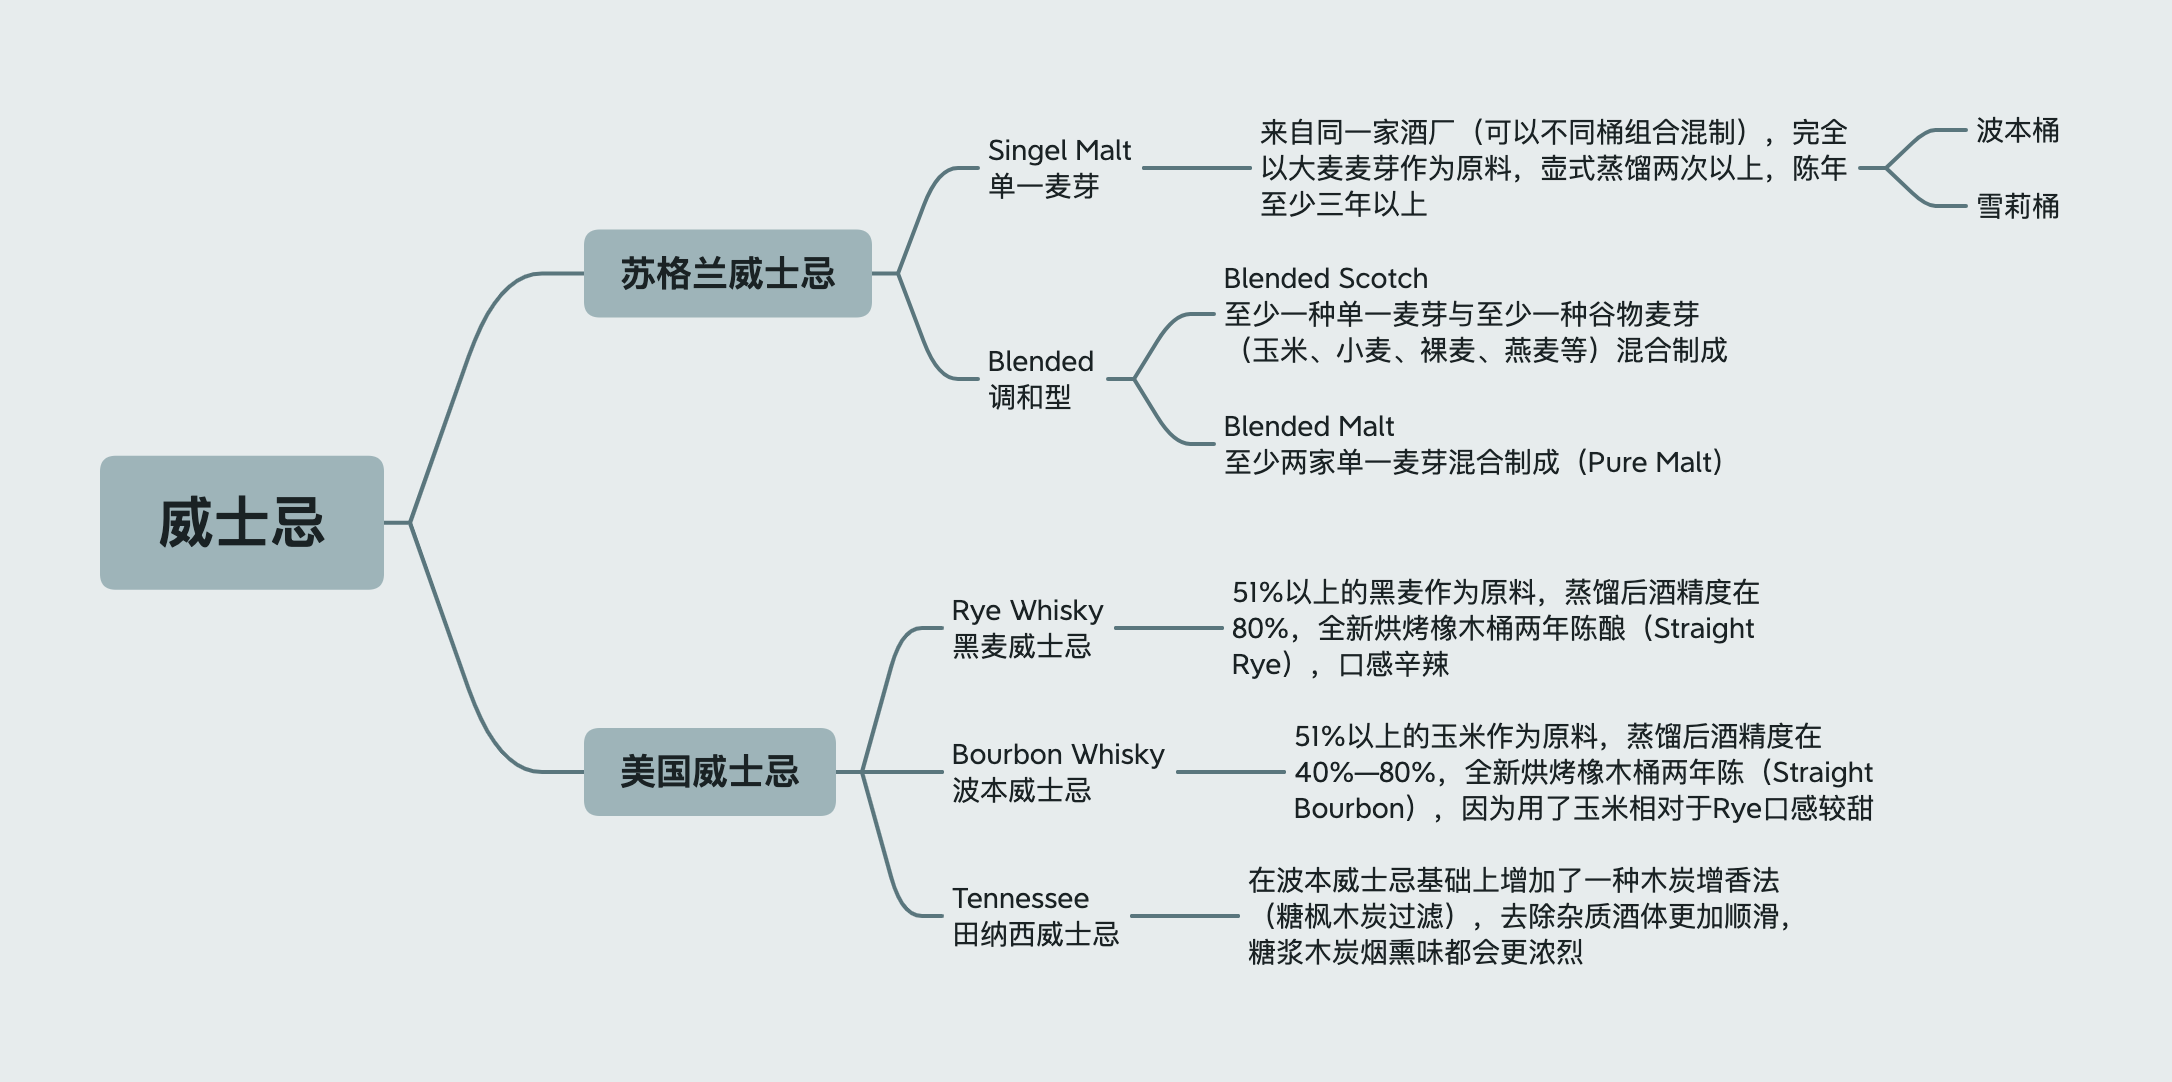 威士忌
苏格兰威士忌
Singel Malt
单一麦芽
来自同一家酒厂（可以不同桶组合混制），完全
以大麦麦芽作为原料，壶式蒸馏两次以上，陈年
至少三年以上
波本桶
雪莉桶
Blended
调和型
Blended Scotch
至少一种单一麦芽与至少一种谷物麦芽
（玉米、小麦、裸麦、燕麦等）混合制成
Blended Malt
至少两家单一麦芽混合制成（Pure Malt）
美国威士忌
Rye Whisky
黑麦威士忌
51%以上的黑麦作为原料，蒸馏后酒精度在
80%，全新烘烤橡木桶两年陈酿（Straight
Rye），口感辛辣
Bourbon Whisky
波本威士忌
51%以上的玉米作为原料，蒸馏后酒精度在
40%—80%，全新烘烤橡木桶两年陈（Straight
Bourbon），因为用了玉米相对于Rye口感较甜
Tennessee
田纳西威士忌
在波本威士忌基础上增加了一种木炭增香法
（糖枫木炭过滤），去除杂质酒体更加顺滑，
糖浆木炭烟熏味都会更浓烈